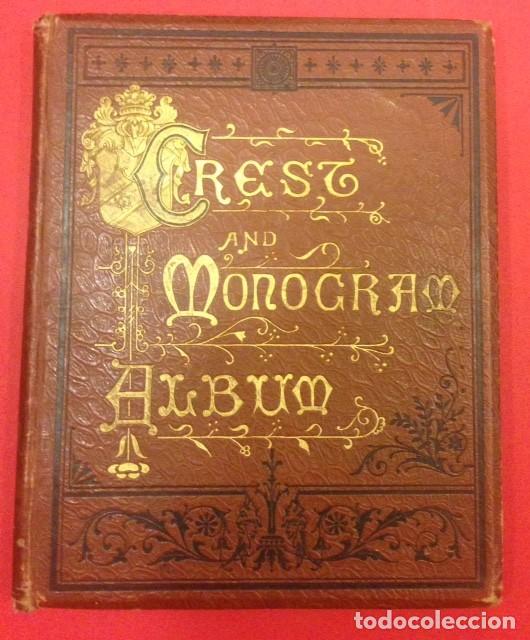 CREST
AND
MONOGRAM
ALBUM
todocoleccion